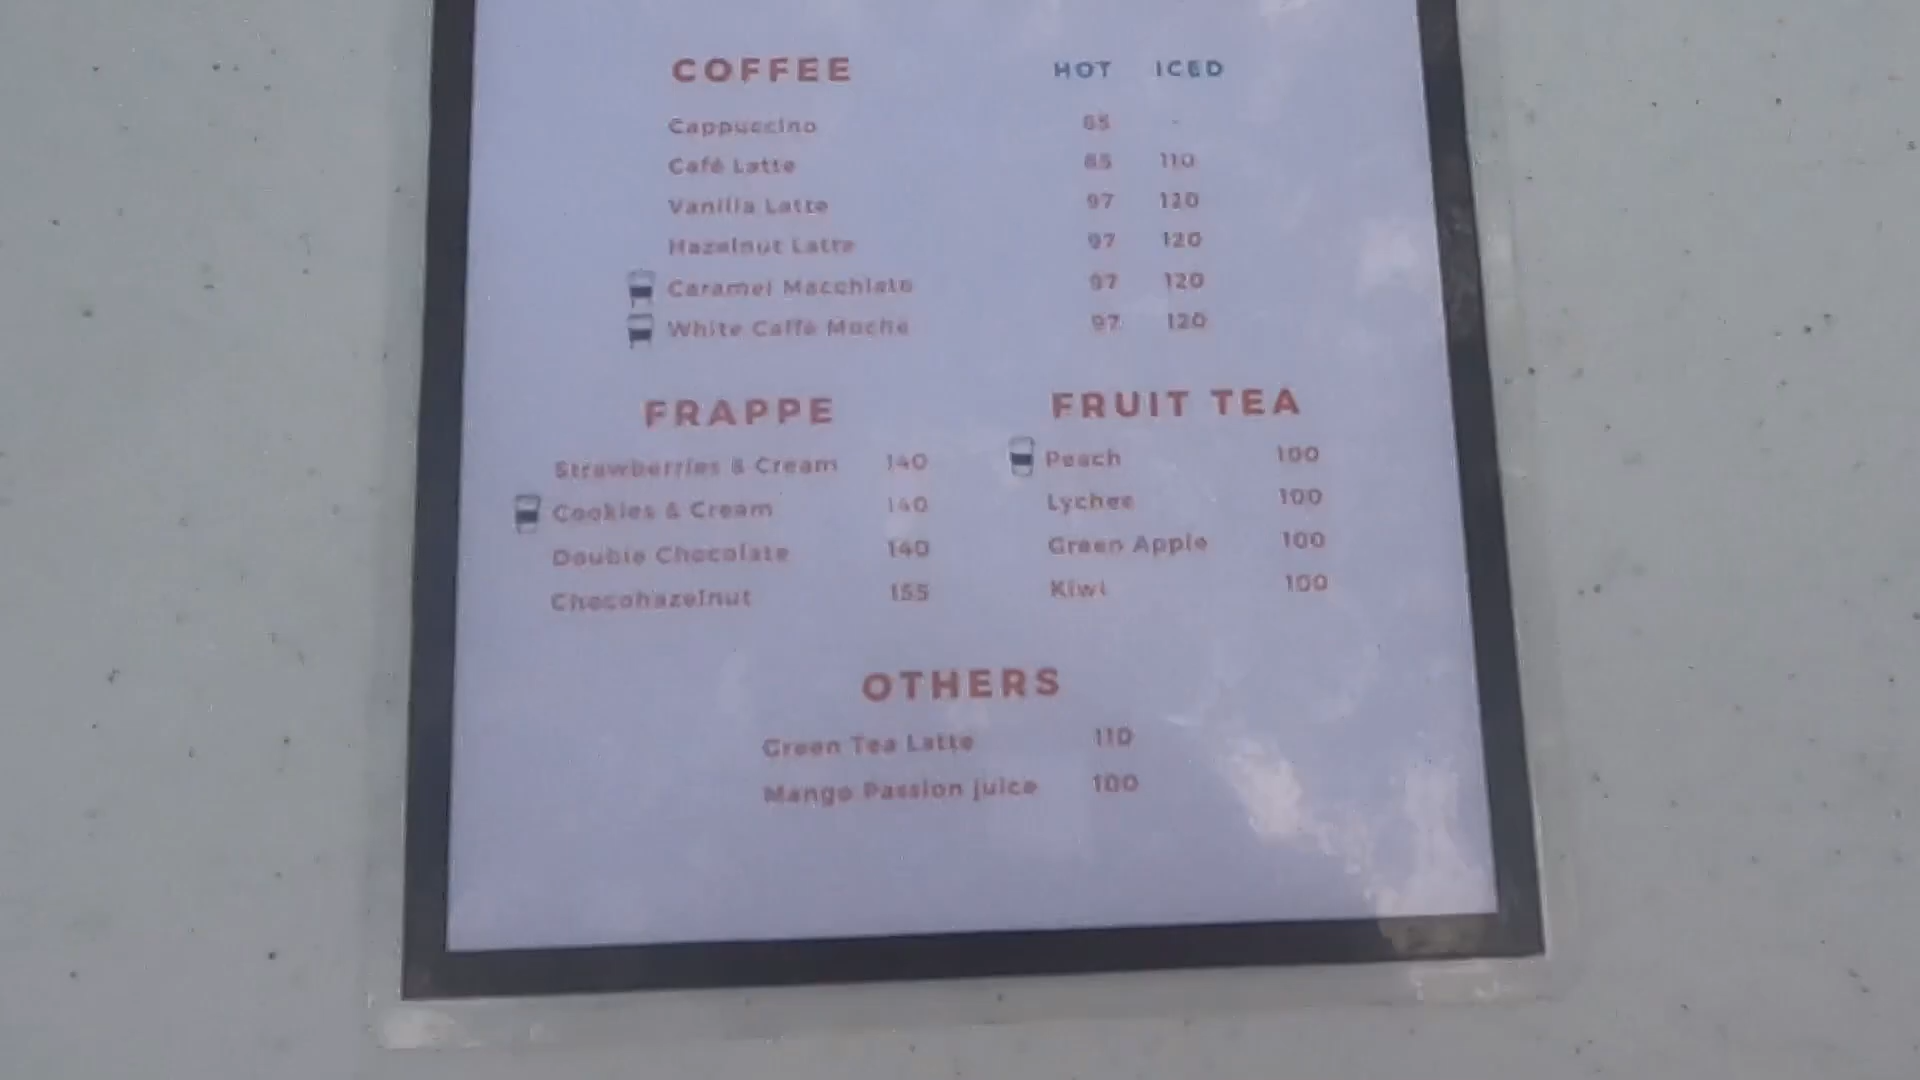 COFFEE HOT ICED
Cappuccino 85 -
Café Latte 85 110
Vanilla Latte 97 120
Hazelnut Latte 97 120
Caramel Macchiato 97 120
White Caffè Mocha 97 120
FRAPPE
Strawberries & Cream 140
Cookies & Cream 140
Double Chocolate 140
Chocohazelnut 155
FRUIT TEA
Peach 100
Lychee 100
Green Apple 100
Kiwi 100
OTHERS
Green Tea Latte 110
Mango Passion juice 100